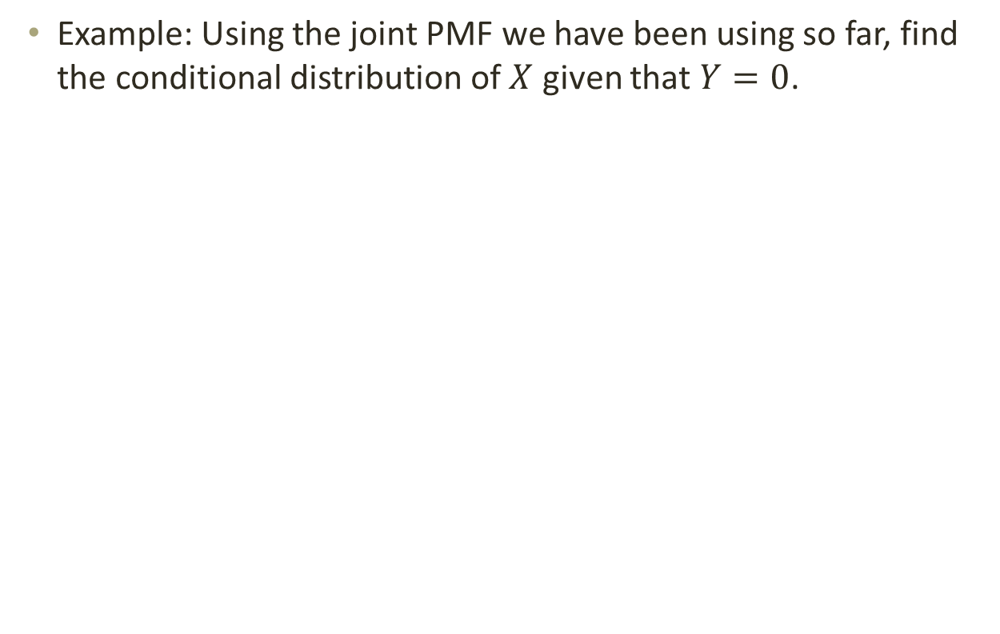 • Example: Using the joint PMF we have been using so far, find
the conditional distribution of X given that Y = 0.